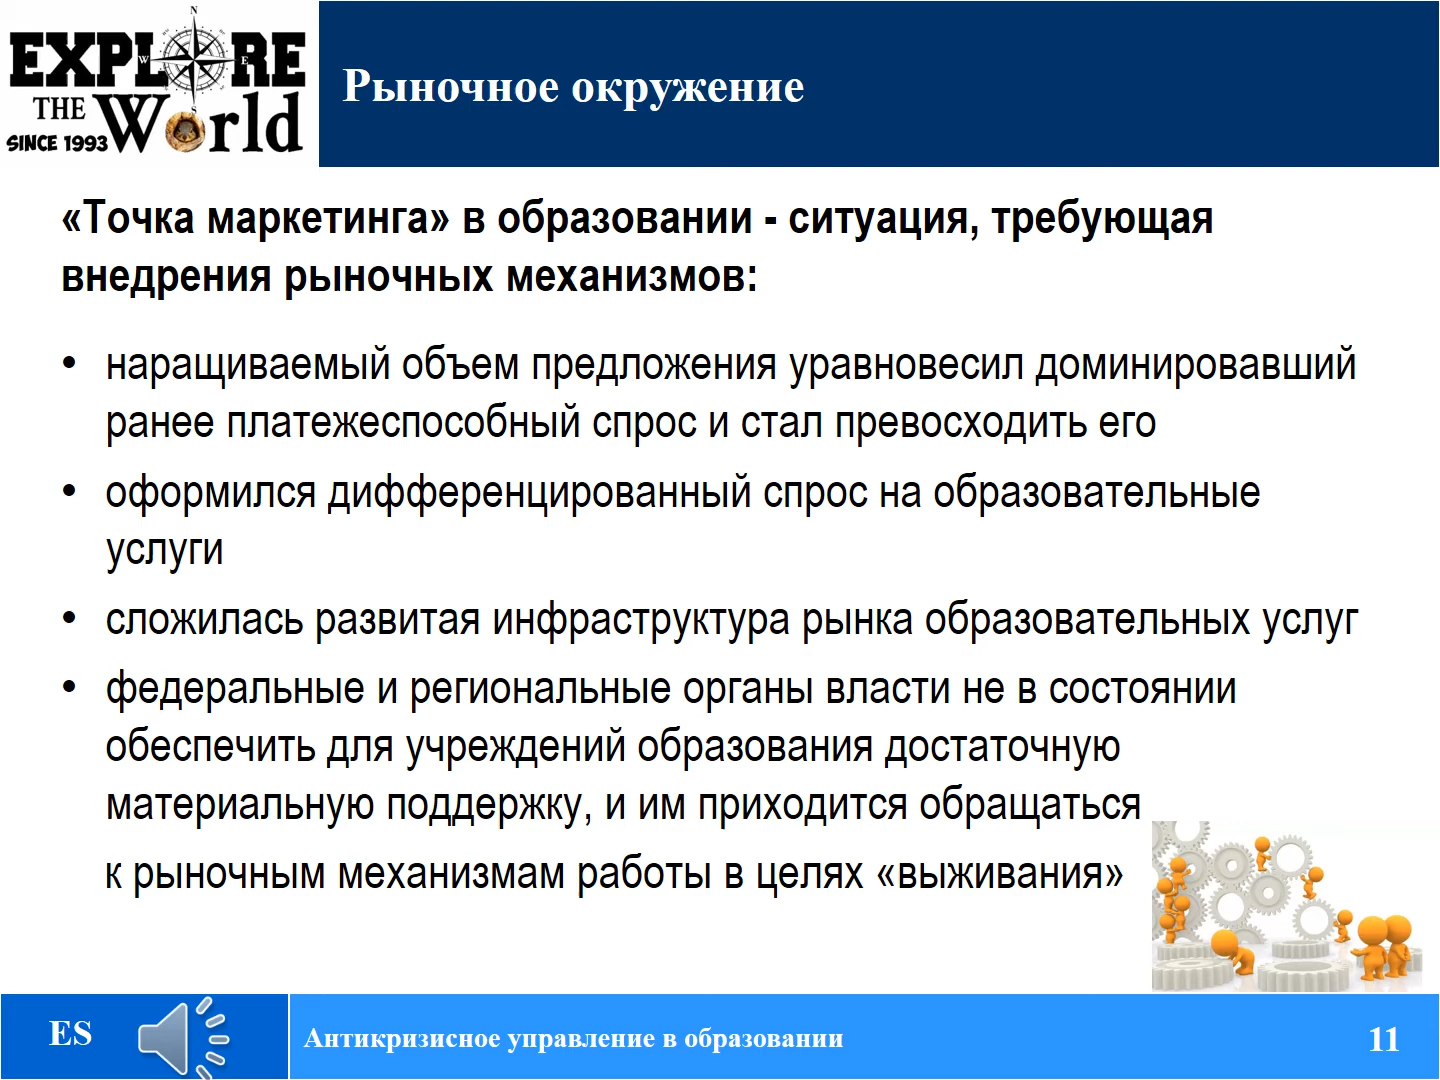 N
EXPLORE
W E
THE World
S
SINCE 1993
Рыночное окружение
«Точка маркетинга» в образовании - ситуация, требующая
внедрения рыночных механизмов:
• наращиваемый объем предложения уравновесил доминировавший
ранее платежеспособный спрос и стал превосходить его
• оформился дифференцированный спрос на образовательные
услуги
• сложилась развитая инфраструктура рынка образовательных услуг
• федеральные и региональные органы власти не в состоянии
обеспечить для учреждений образования достаточную
материальную поддержку, и им приходится обращаться
к рыночным механизмам работы в целях «выживания»
ES
Антикризисное управление в образовании
11